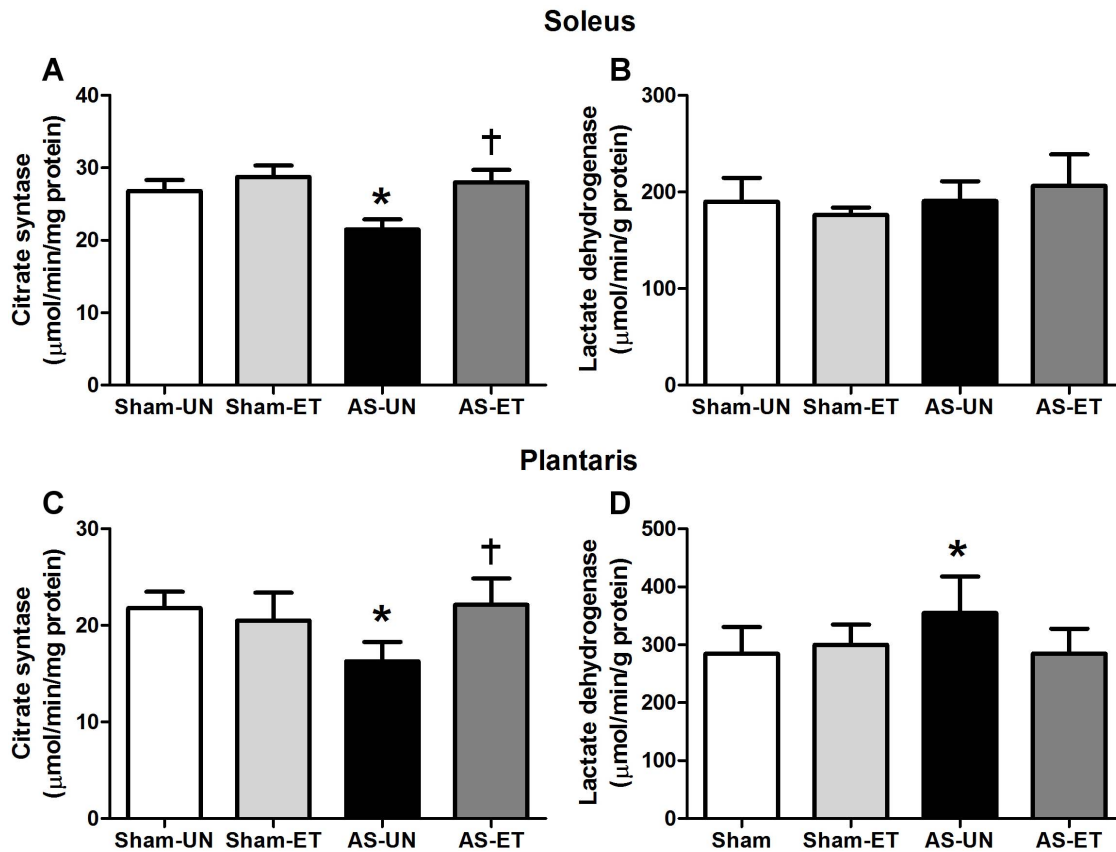 Soleus
A
Citrate syntase
(μmol/min/mg protein)
40
30
20
10
0
*
†
Sham-UN Sham-ET AS-UN AS-ET
B
Lactate dehydrogenase
(μmol/min/g protein)
300
200
100
0
Sham-UN Sham-ET AS-UN AS-ET
Plantaris
C
Citrate syntase
(μmol/min/mg protein)
30
20
10
0
*
†
Sham-UN Sham-ET AS-UN AS-ET
D
Lactate dehydrogenase
(μmol/min/g protein)
500
400
300
200
100
0
*
Sham Sham-ET AS-UN AS-ET